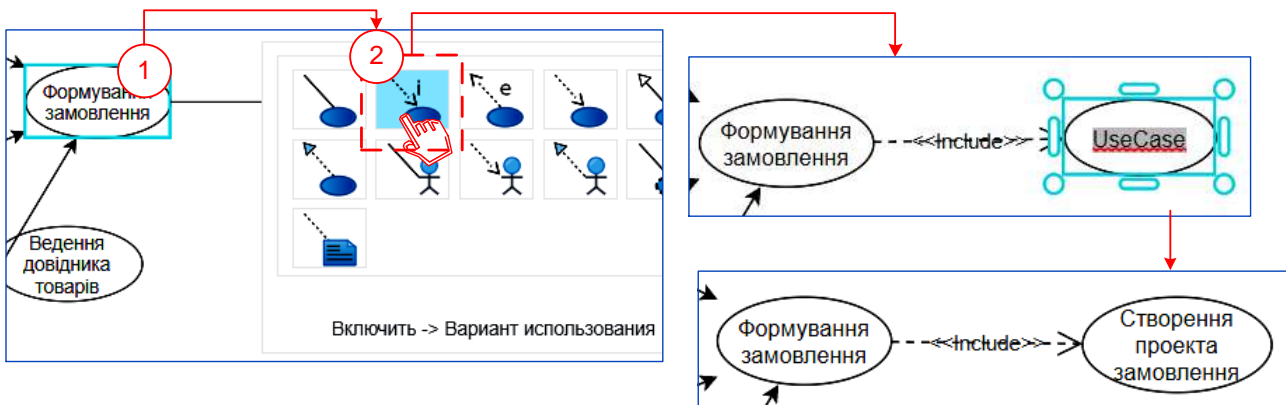 1
2
Формування
замовлення
i
e
Ведення
довідника
товарів
Включить -> Вариант использования
Формування
замовлення
<<Include>>
UseCase
Формування
замовлення
<<Include>>
Створення
проекта
замовлення